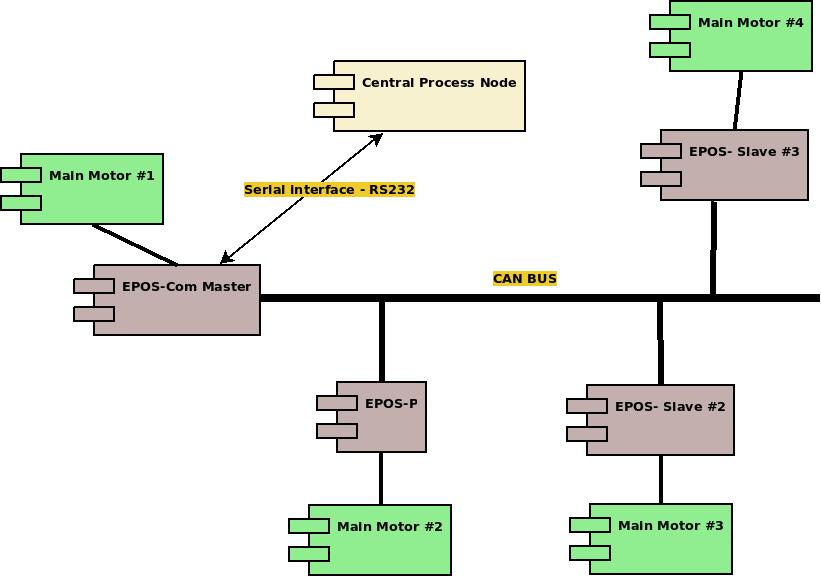 Main Motor #4
Central Process Node
EPOS- Slave #3
Main Motor #1
Serial Interface - RS232
CAN BUS
EPOS-Com Master
EPOS-P
EPOS- Slave #2
Main Motor #2
Main Motor #3